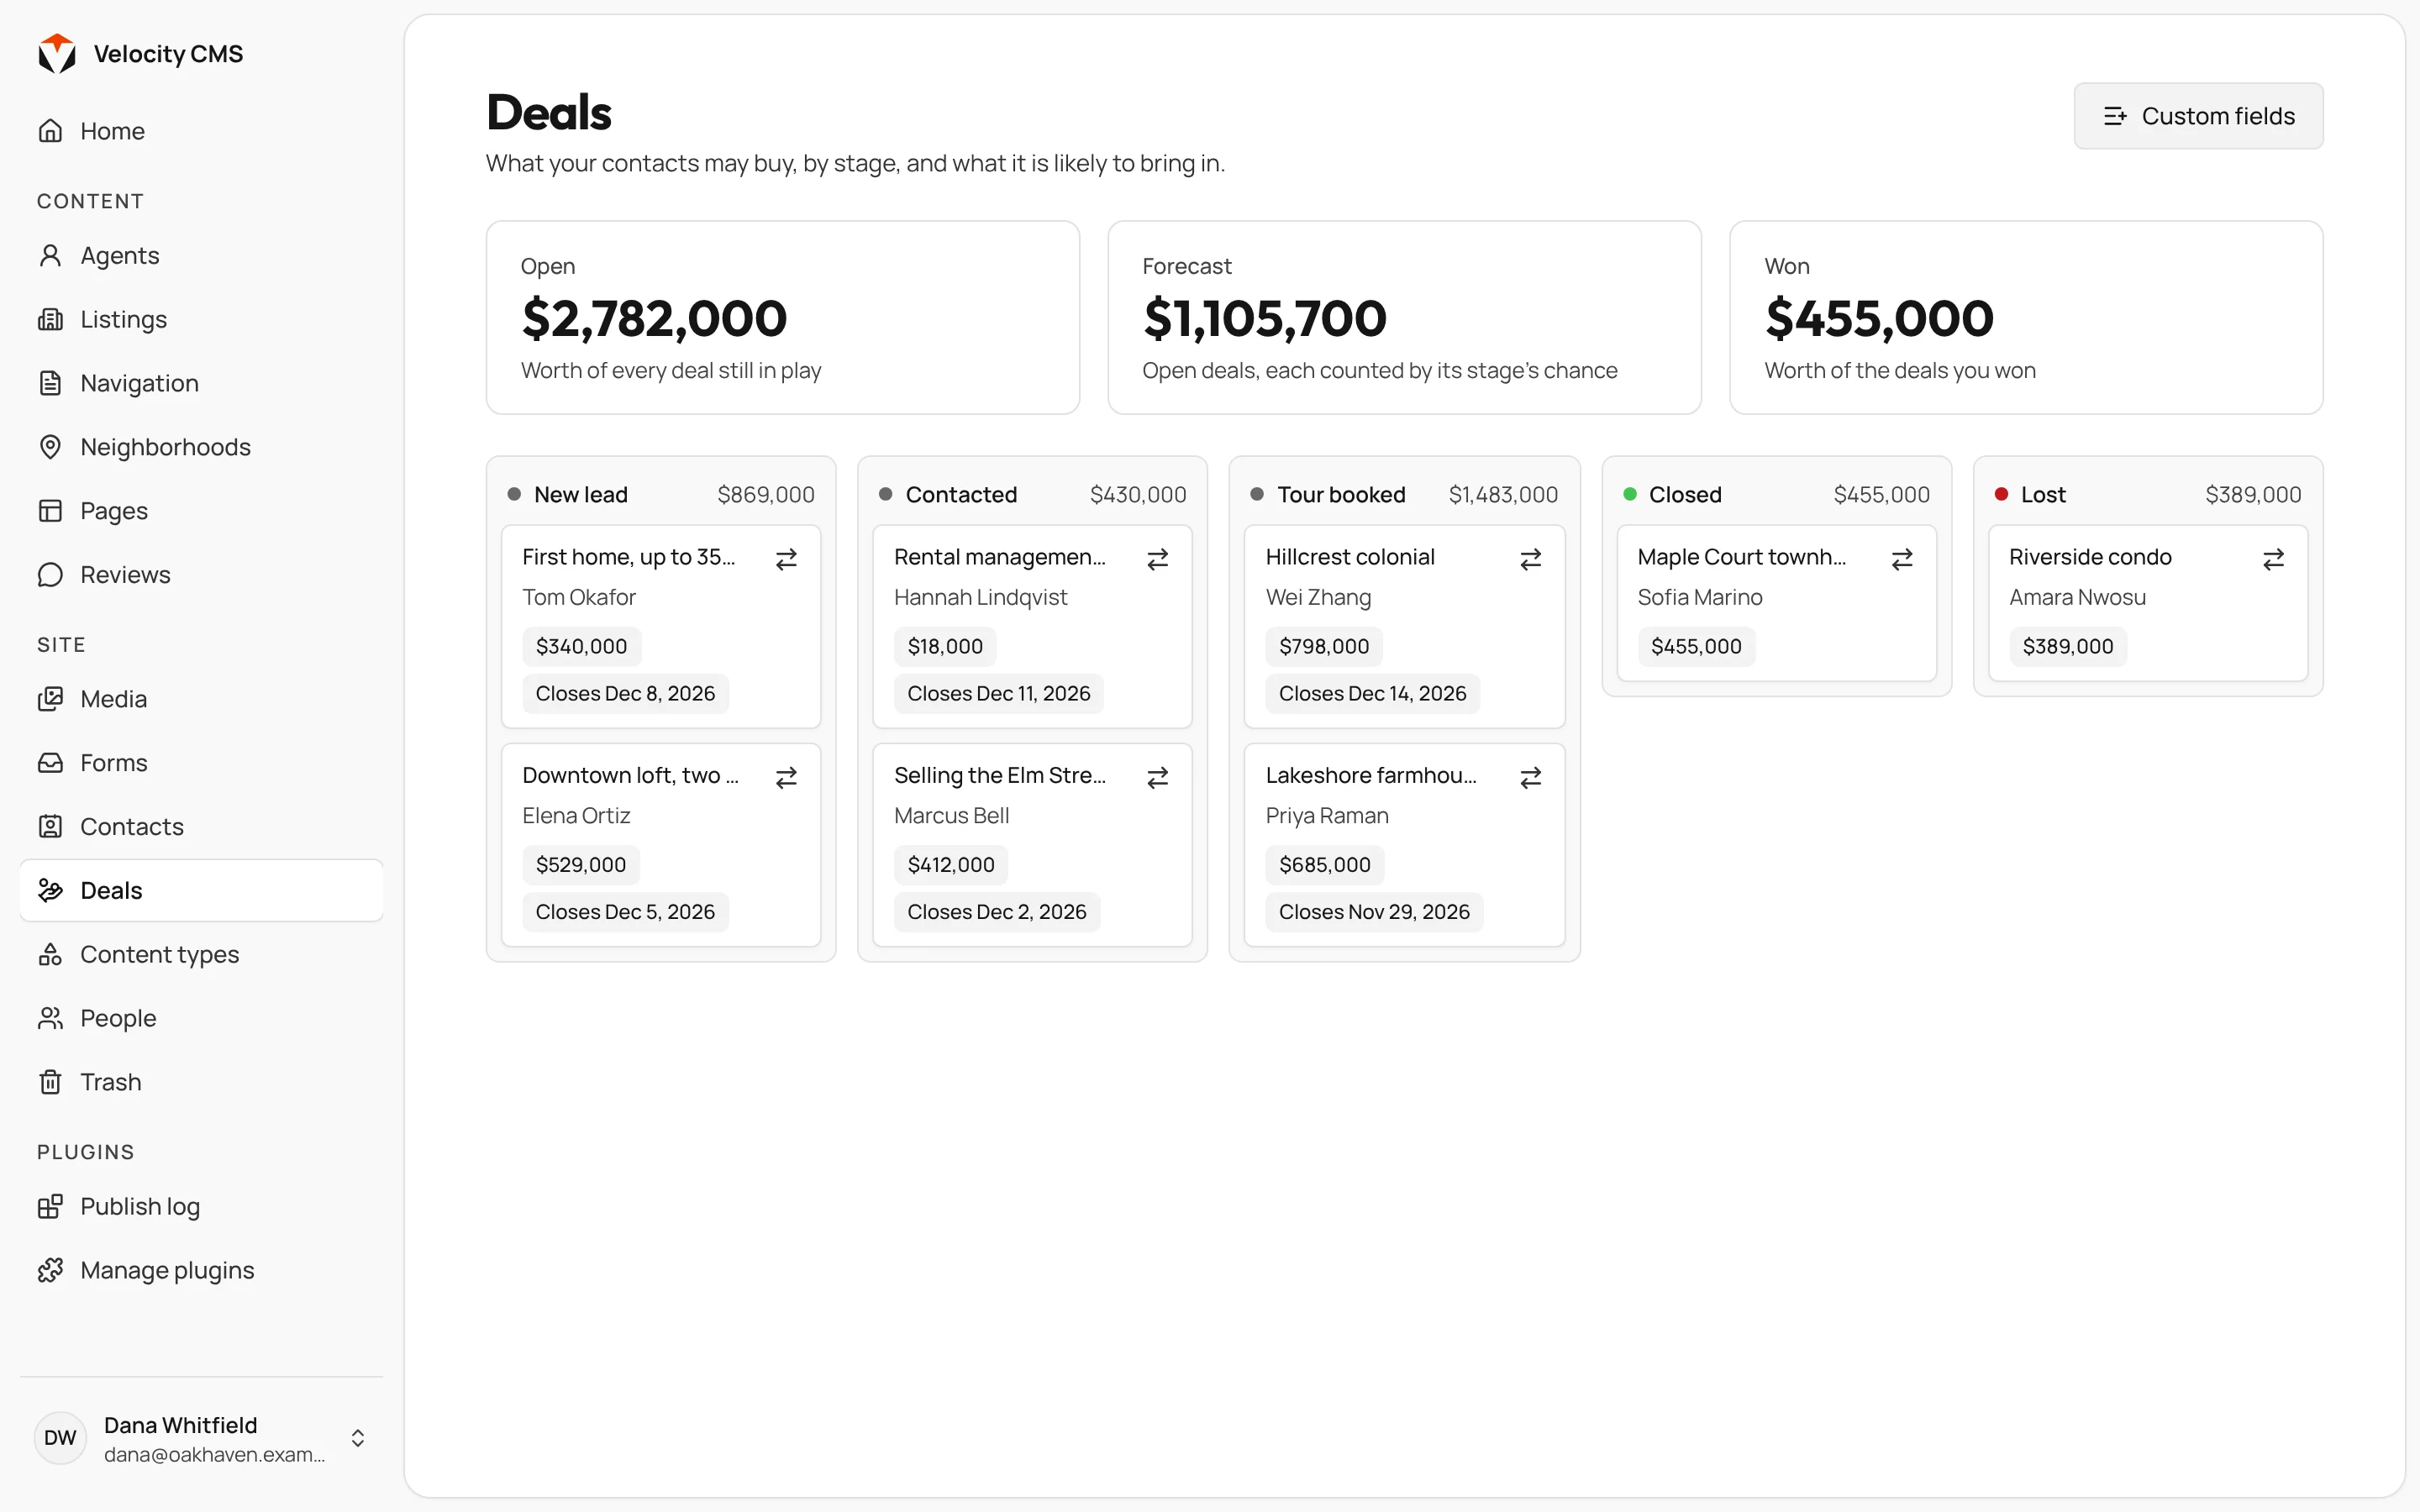 Velocity CMS
Home
CONTENT
Agents
Listings
Navigation
Neighborhoods
Pages
Reviews
SITE
Media
Forms
Contacts
Deals
Content types
People
Trash
PLUGINS
Publish log
Manage plugins
DW
Dana Whitfield
dana@oakhaven.exam...
Deals
What your contacts may buy, by stage, and what it is likely to bring in.
Custom fields
Open
$2,782,000
Worth of every deal still in play
Forecast
$1,105,700
Open deals, each counted by its stage's chance
Won
$455,000
Worth of the deals you won
New lead $869,000
First home, up to 35...
Tom Okafor
$340,000
Closes Dec 8, 2026
Downtown loft, two ...
Elena Ortiz
$529,000
Closes Dec 5, 2026
Contacted $430,000
Rental managemen...
Hannah Lindqvist
$18,000
Closes Dec 11, 2026
Selling the Elm Stre...
Marcus Bell
$412,000
Closes Dec 2, 2026
Tour booked $1,483,000
Hillcrest colonial
Wei Zhang
$798,000
Closes Dec 14, 2026
Lakeshore farmhou...
Priya Raman
$685,000
Closes Nov 29, 2026
Closed $455,000
Maple Court townh...
Sofia Marino
$455,000
Lost $389,000
Riverside condo
Amara Nwosu
$389,000